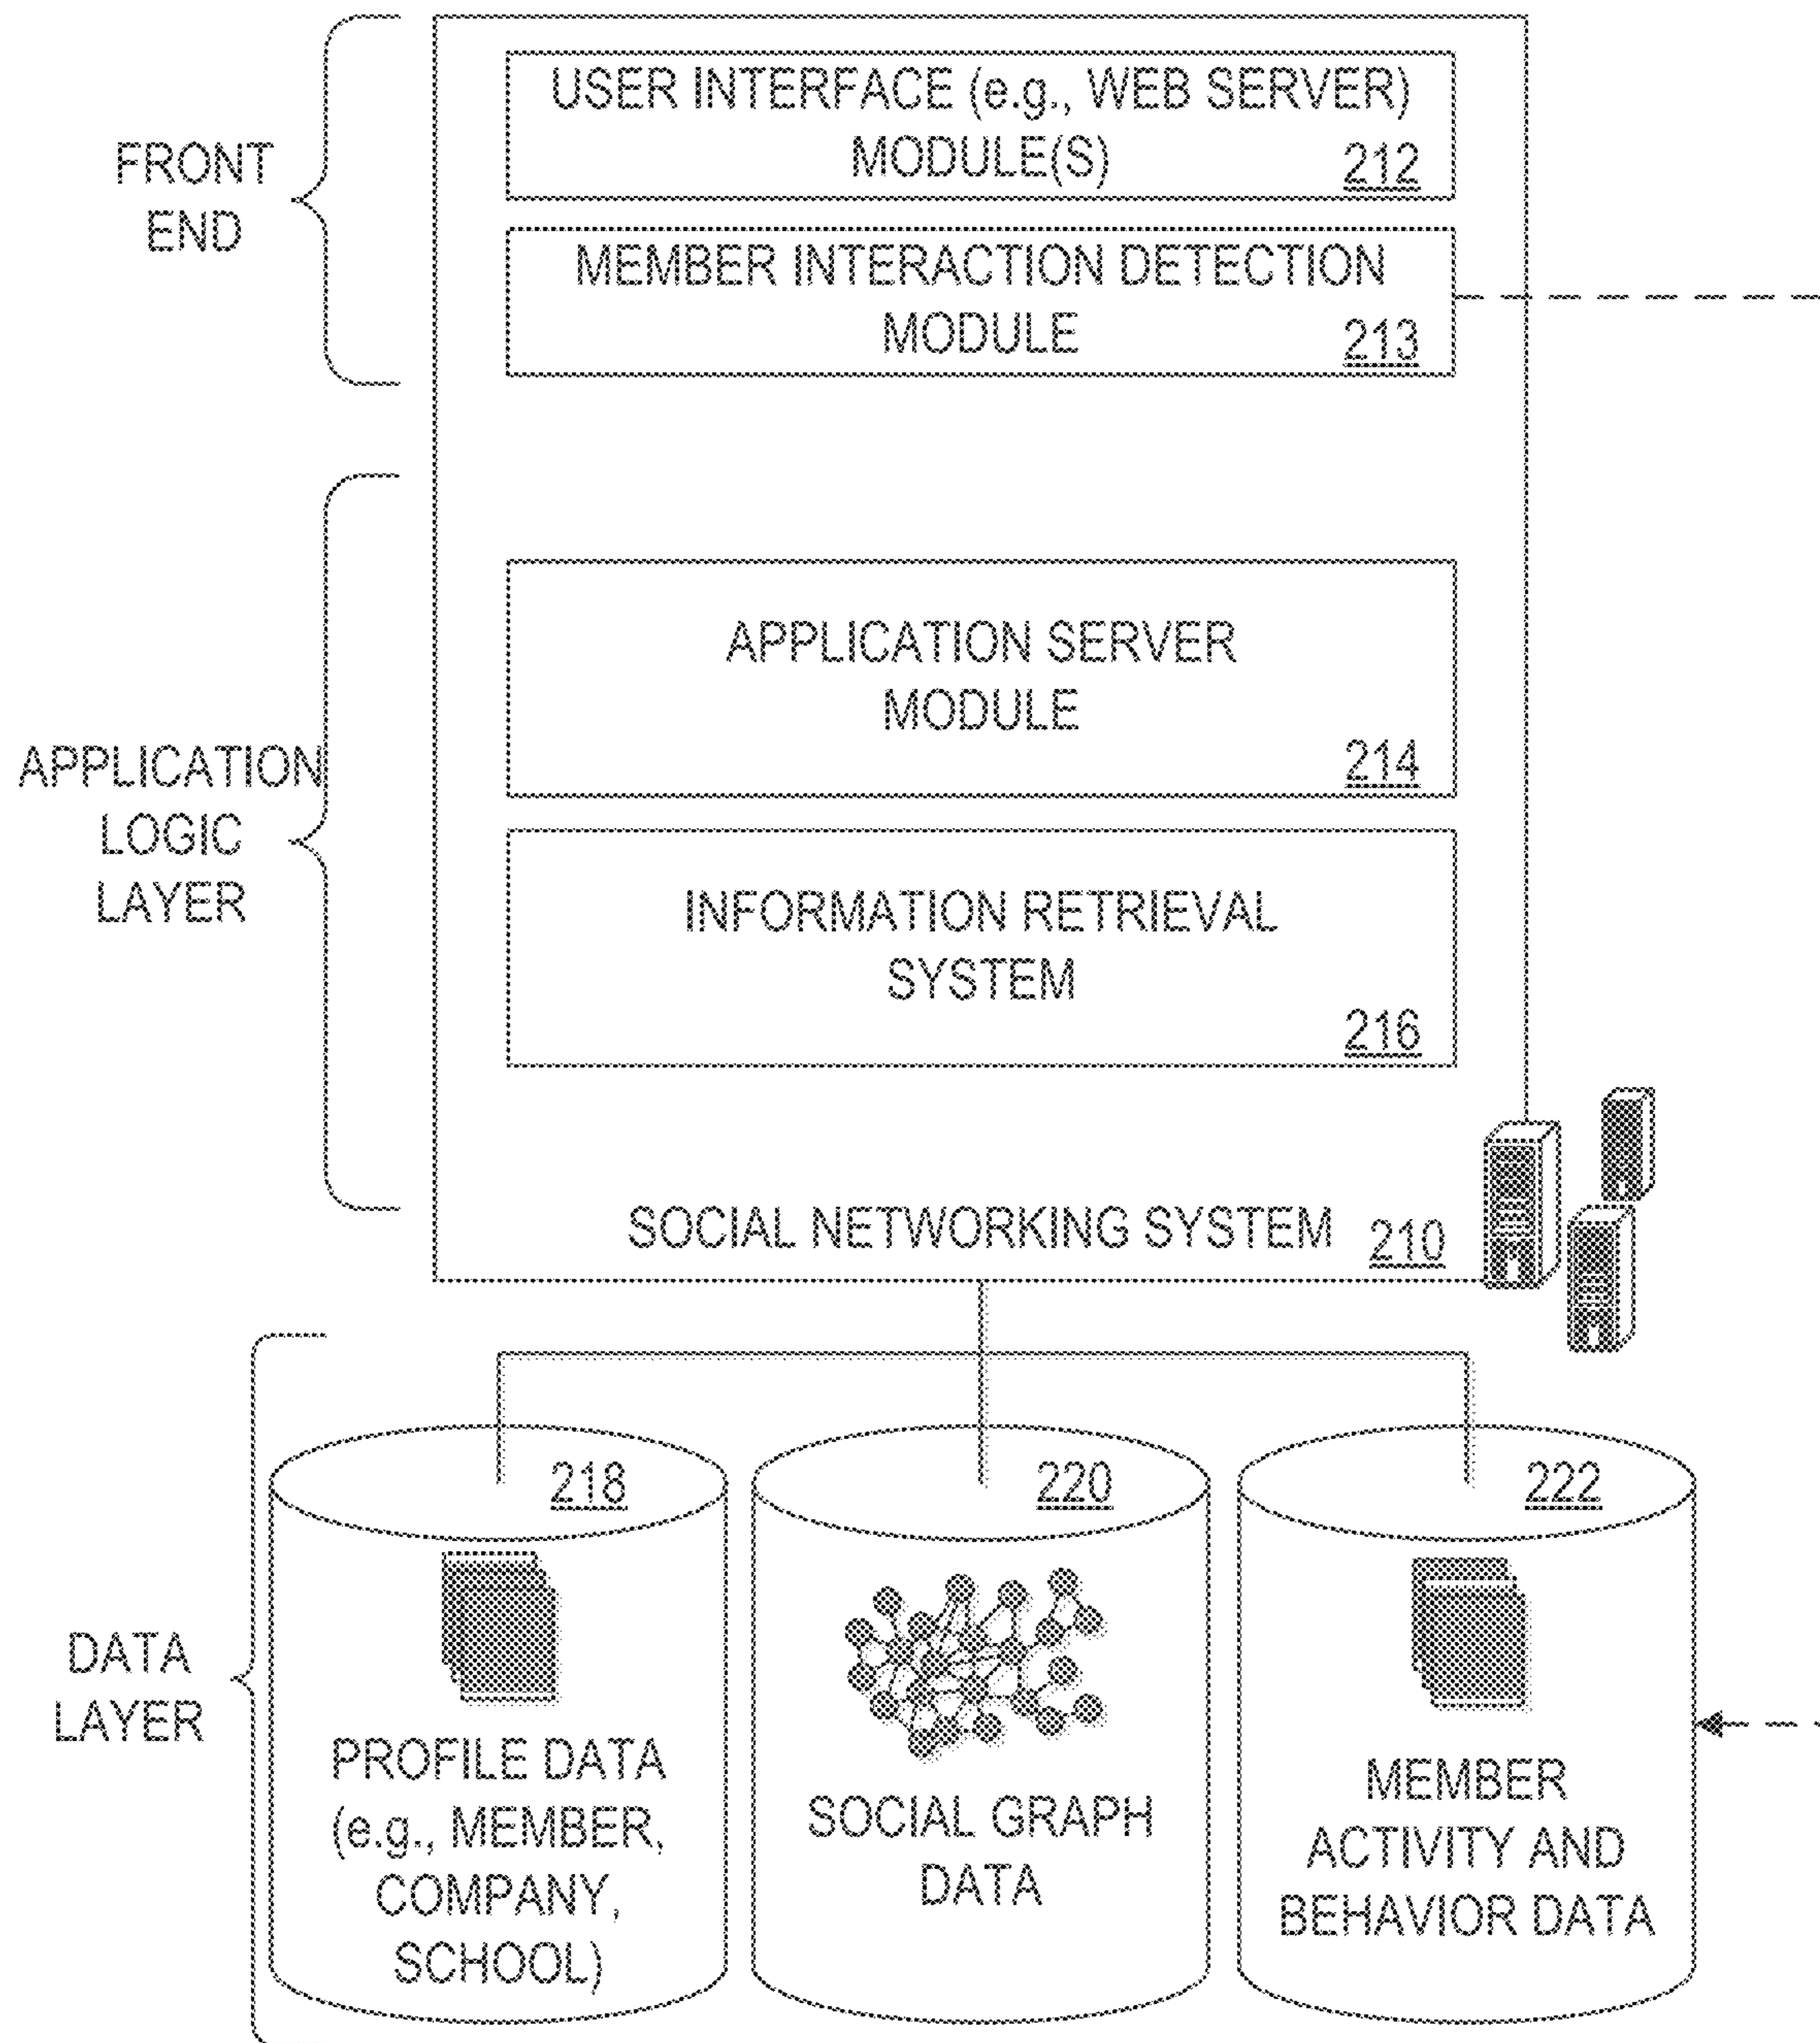 FRONT
END
USER INTERFACE (e.g., WEB SERVER)
MODULE(S)
212
MEMBER INTERACTION DETECTION
MODULE
213
APPLICATION
LOGIC
LAYER
APPLICATION SERVER
MODULE
214
INFORMATION RETRIEVAL
SYSTEM
216
SOCIAL NETWORKING SYSTEM 210
DATA
LAYER
218
PROFILE DATA
(e.g., MEMBER,
COMPANY,
SCHOOL)
220
SOCIAL GRAPH
DATA
222
MEMBER
ACTIVITY AND
BEHAVIOR DATA